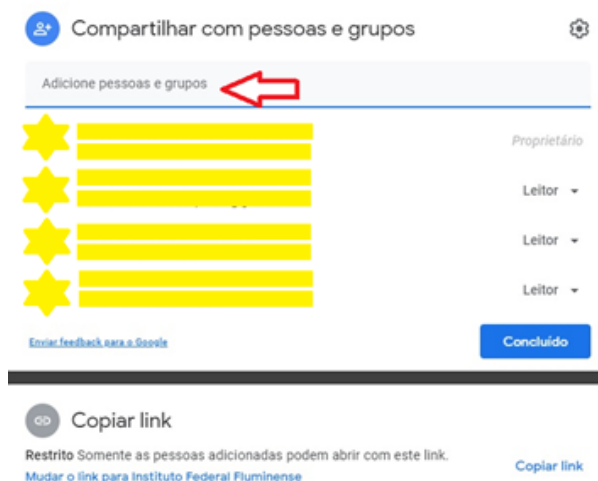 Compartilhar com pessoas e grupos
Adicione pessoas e grupos
Proprietário
Leitor
Leitor
Leitor
Enviar feedback para o Google
Concluído
Copiar link
Restrito Somente as pessoas adicionadas podem abrir com este link.
Mudar o link para Instituto Federal Fluminense
Copiar link